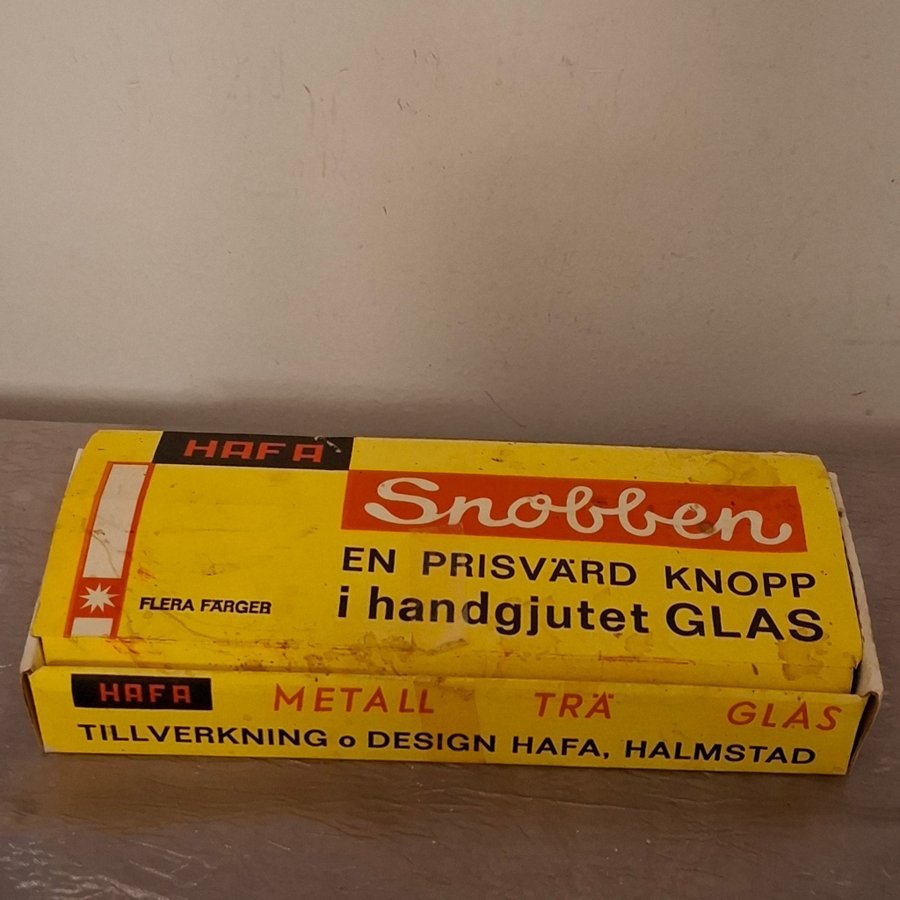 HAFA
Snobben
EN PRISVÄRD KNOPP
i handgjutet GLAS
FLERA FÄRGER
HAFA METALL TRÄ GLAS
TILLVERKNING o DESIGN HAFA, HALMSTAD